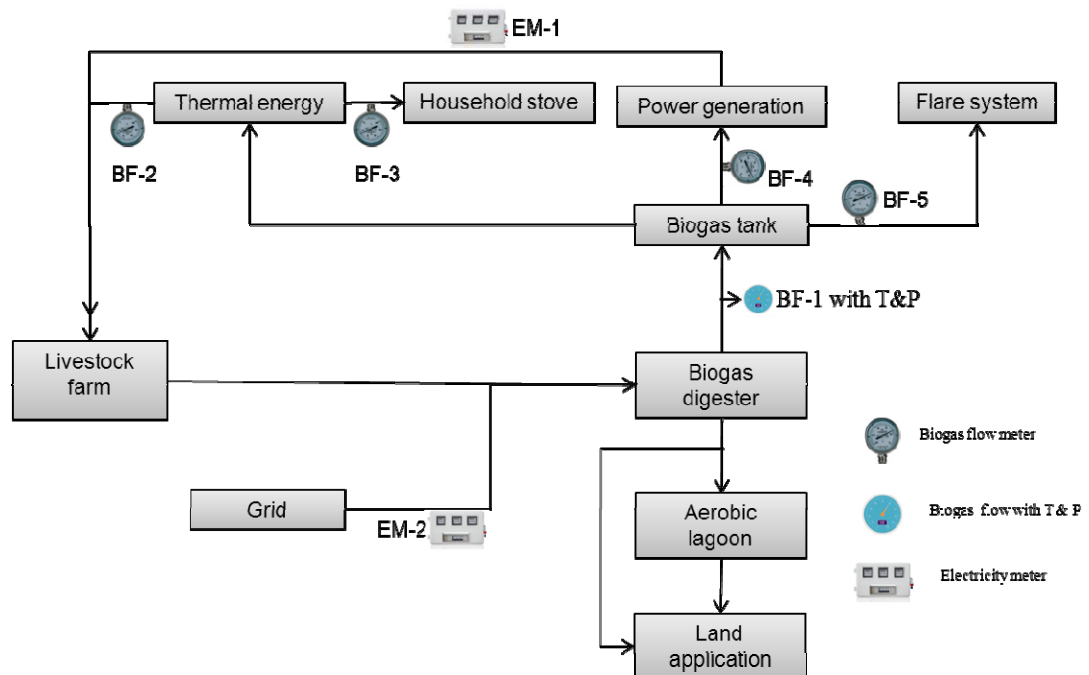 EM-1
Thermal energy
Household stove
Power generation
Flare system
BF-2
BF-3
BF-4
BF-5
Biogas tank
BF-1 with T&P
Livestock
farm
Biogas
digester
Biogas flow meter
Grid
EM-2
Aerobic
lagoon
Biogas flow with T & P
Electricity meter
Land
application